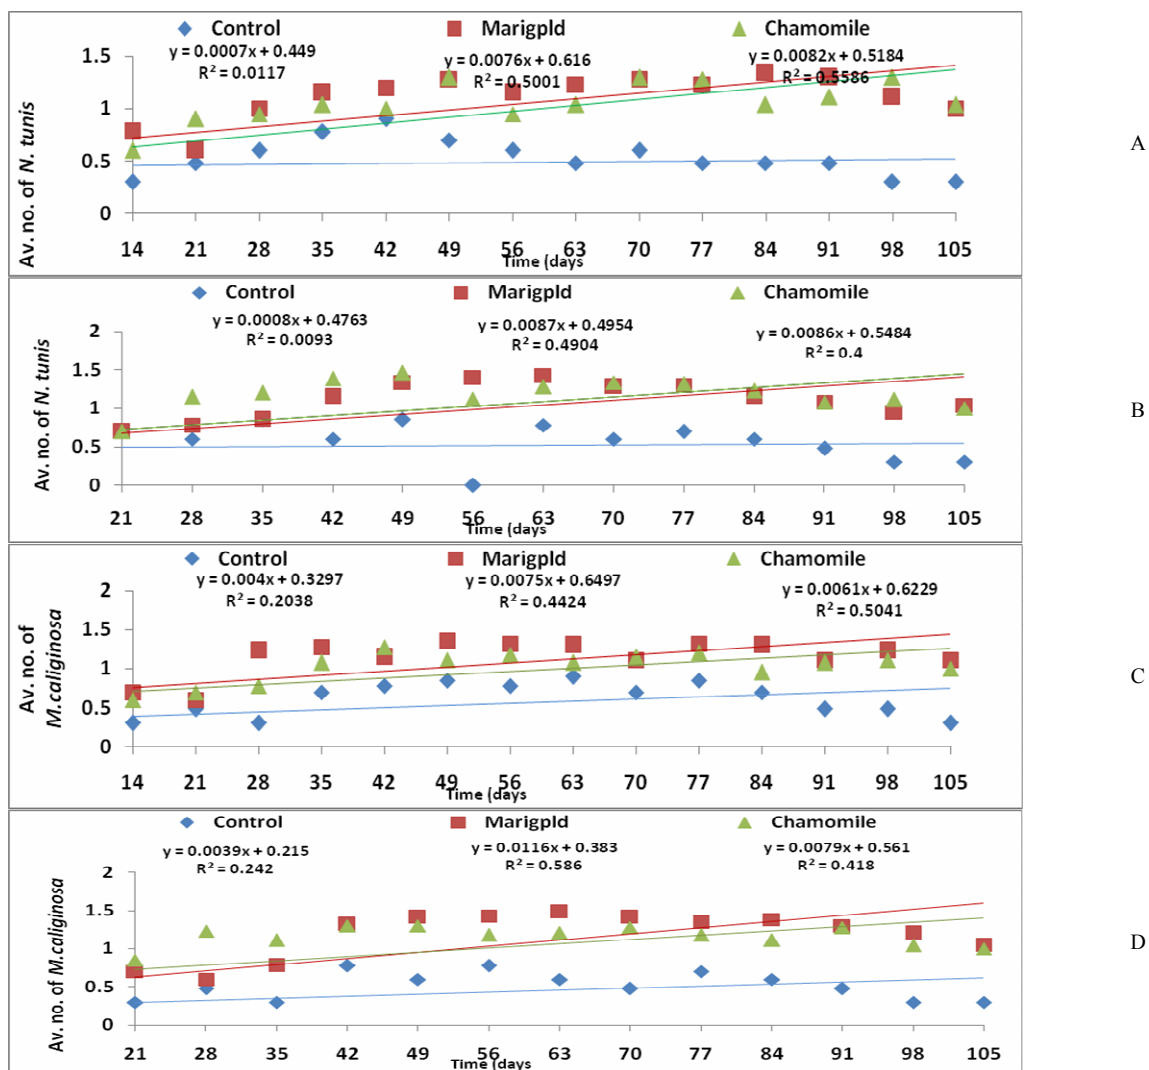 Control Marigpld Chamomile
y = 0.0007x + 0.449 y = 0.0076x + 0.616 y = 0.0082x + 0.5184
R² = 0.0117 R² = 0.5001 R² = 0.5586
Av. no. of N. tunis
1.5
1
0.5
0
14 21 28 35 42 49 56 63 70 77 84 91 98 105
Time (days
A
Control Marigpld Chamomile
y = 0.0008x + 0.4763 y = 0.0087x + 0.4954 y = 0.0086x + 0.5484
R² = 0.0093 R² = 0.4904 R² = 0.4
Av. no. of N. tunis
2
1.5
1
0.5
0
21 28 35 42 49 56 63 70 77 84 91 98 105
Time (days
B
Control Marigpld Chamomile
y = 0.004x + 0.3297 y = 0.0075x + 0.6497 y = 0.0061x + 0.6229
R² = 0.2038 R² = 0.4424 R² = 0.5041
Av. no. of
M.caliginosa
2
1.5
1
0.5
0
14 21 28 35 42 49 56 63 70 77 84 91 98 105
Time (days
C
Control Marigpld Chamomile
y = 0.0039x + 0.215 y = 0.0116x + 0.383 y = 0.0079x + 0.561
R² = 0.242 R² = 0.586 R² = 0.418
Av. no. of M.caliginosa
2
1.5
1
0.5
0
21 28 35 42 49 56 63 70 77 84 91 98 105
Time (days
D